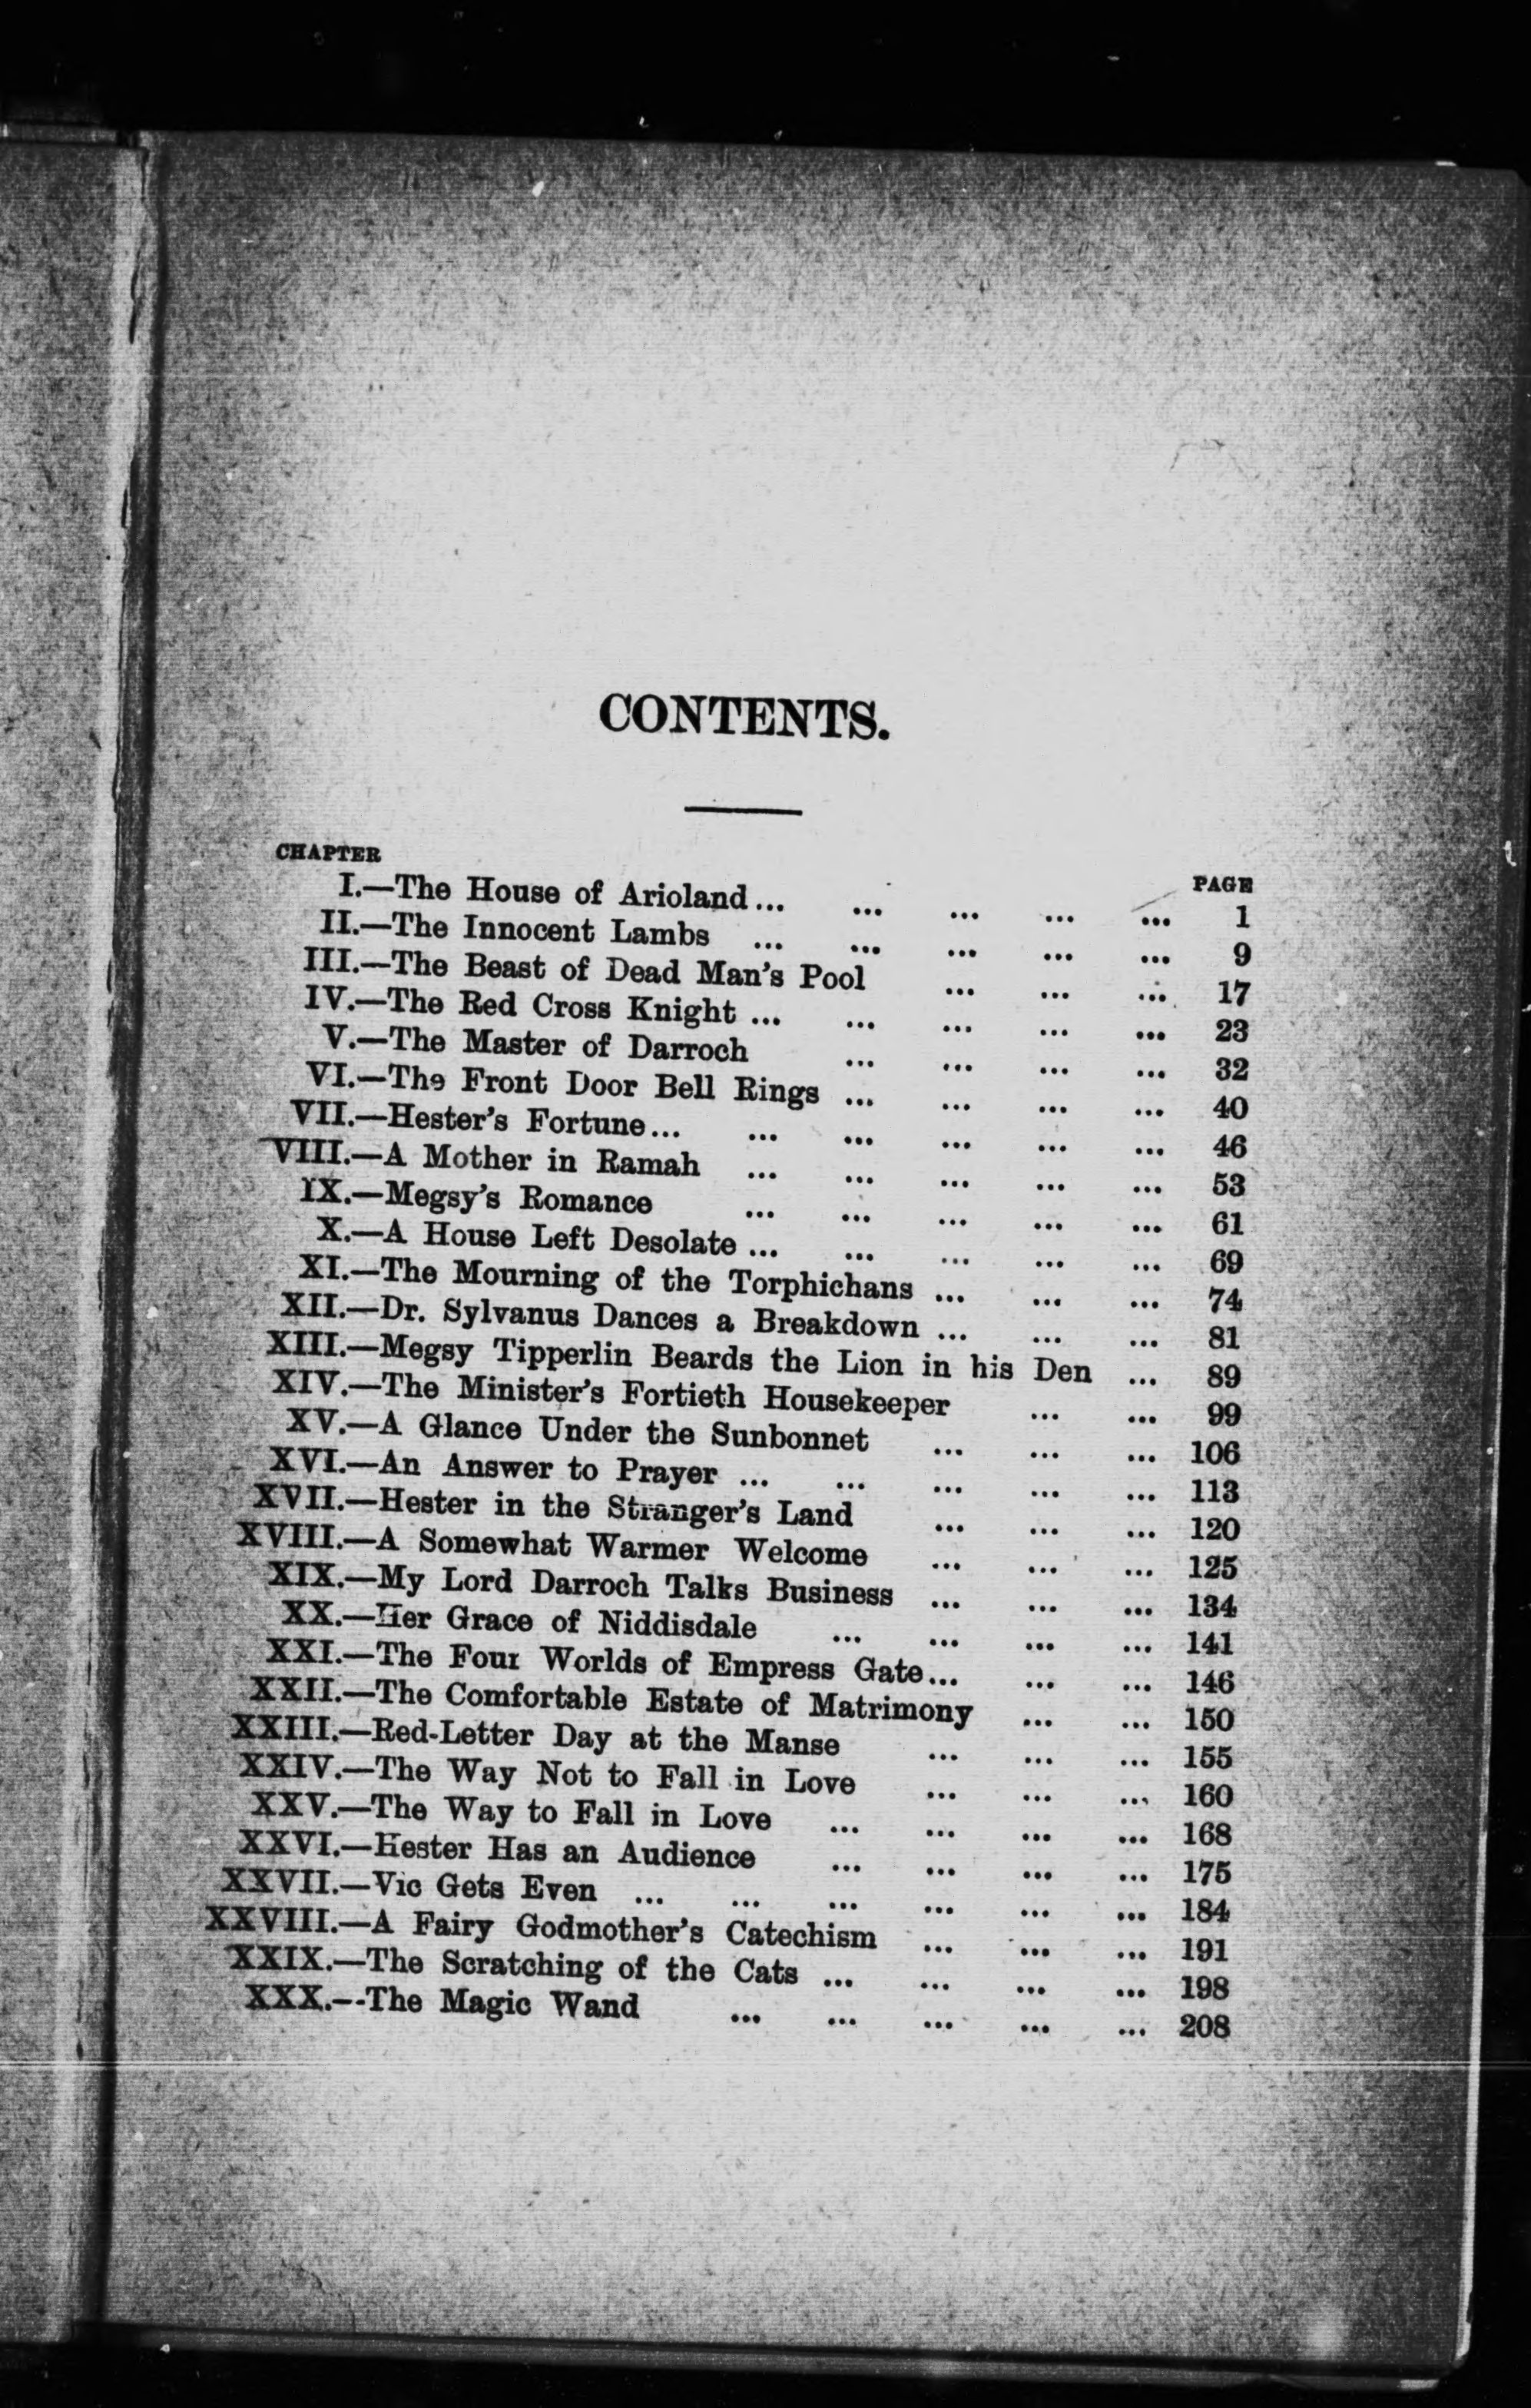 CONTENTS.
CHAPTER PAGE
I.—The House of Arioland... ... ... ... ... 1
II.—The Innocent Lambs ... ... ... ... ... 9
III.—The Beast of Dead Man's Pool ... ... ... 17
IV.—The Red Cross Knight ... ... ... ... ... 23
V.—The Master of Darroch ... ... ... ... 32
VI.—The Front Door Bell Rings ... ... ... ... 40
VII.—Hester's Fortune... ... ... ... ... ... 46
VIII.—A Mother in Ramah ... ... ... ... ... 53
IX.—Megsy's Romance ... ... ... ... ... 61
X.—A House Left Desolate ... ... ... ... ... 69
XI.—The Mourning of the Torphichans ... ... ... 74
XII.—Dr. Sylvanus Dances a Breakdown ... ... ... 81
XIII.—Megsy Tipperlin Beards the Lion in his Den ... 89
XIV.—The Minister's Fortieth Housekeeper ... ... 99
XV.—A Glance Under the Sunbonnet ... ... ... 106
XVI.—An Answer to Prayer ... ... ... ... ... 113
XVII.—Hester in the Stranger's Land ... ... ... 120
XVIII.—A Somewhat Warmer Welcome ... ... ... 125
XIX.—My Lord Darroch Talks Business ... ... ... 134
XX.—Her Grace of Niddisdale ... ... ... ... 141
XXI.—The Four Worlds of Empress Gate... ... ... 146
XXII.—The Comfortable Estate of Matrimony ... ... 150
XXIII.—Red-Letter Day at the Manse ... ... ... 155
XXIV.—The Way Not to Fall in Love ... ... ... 160
XXV.—The Way to Fall in Love ... ... ... ... 168
XXVI.—Hester Has an Audience ... ... ... ... 175
XXVII.—Vic Gets Even ... ... ... ... ... ... 184
XXVIII.—A Fairy Godmother's Catechism ... ... ... 191
XXIX.—The Scratching of the Cats ... ... ... ... 198
XXX.--The Magic Wand ... ... ... ... ... 208